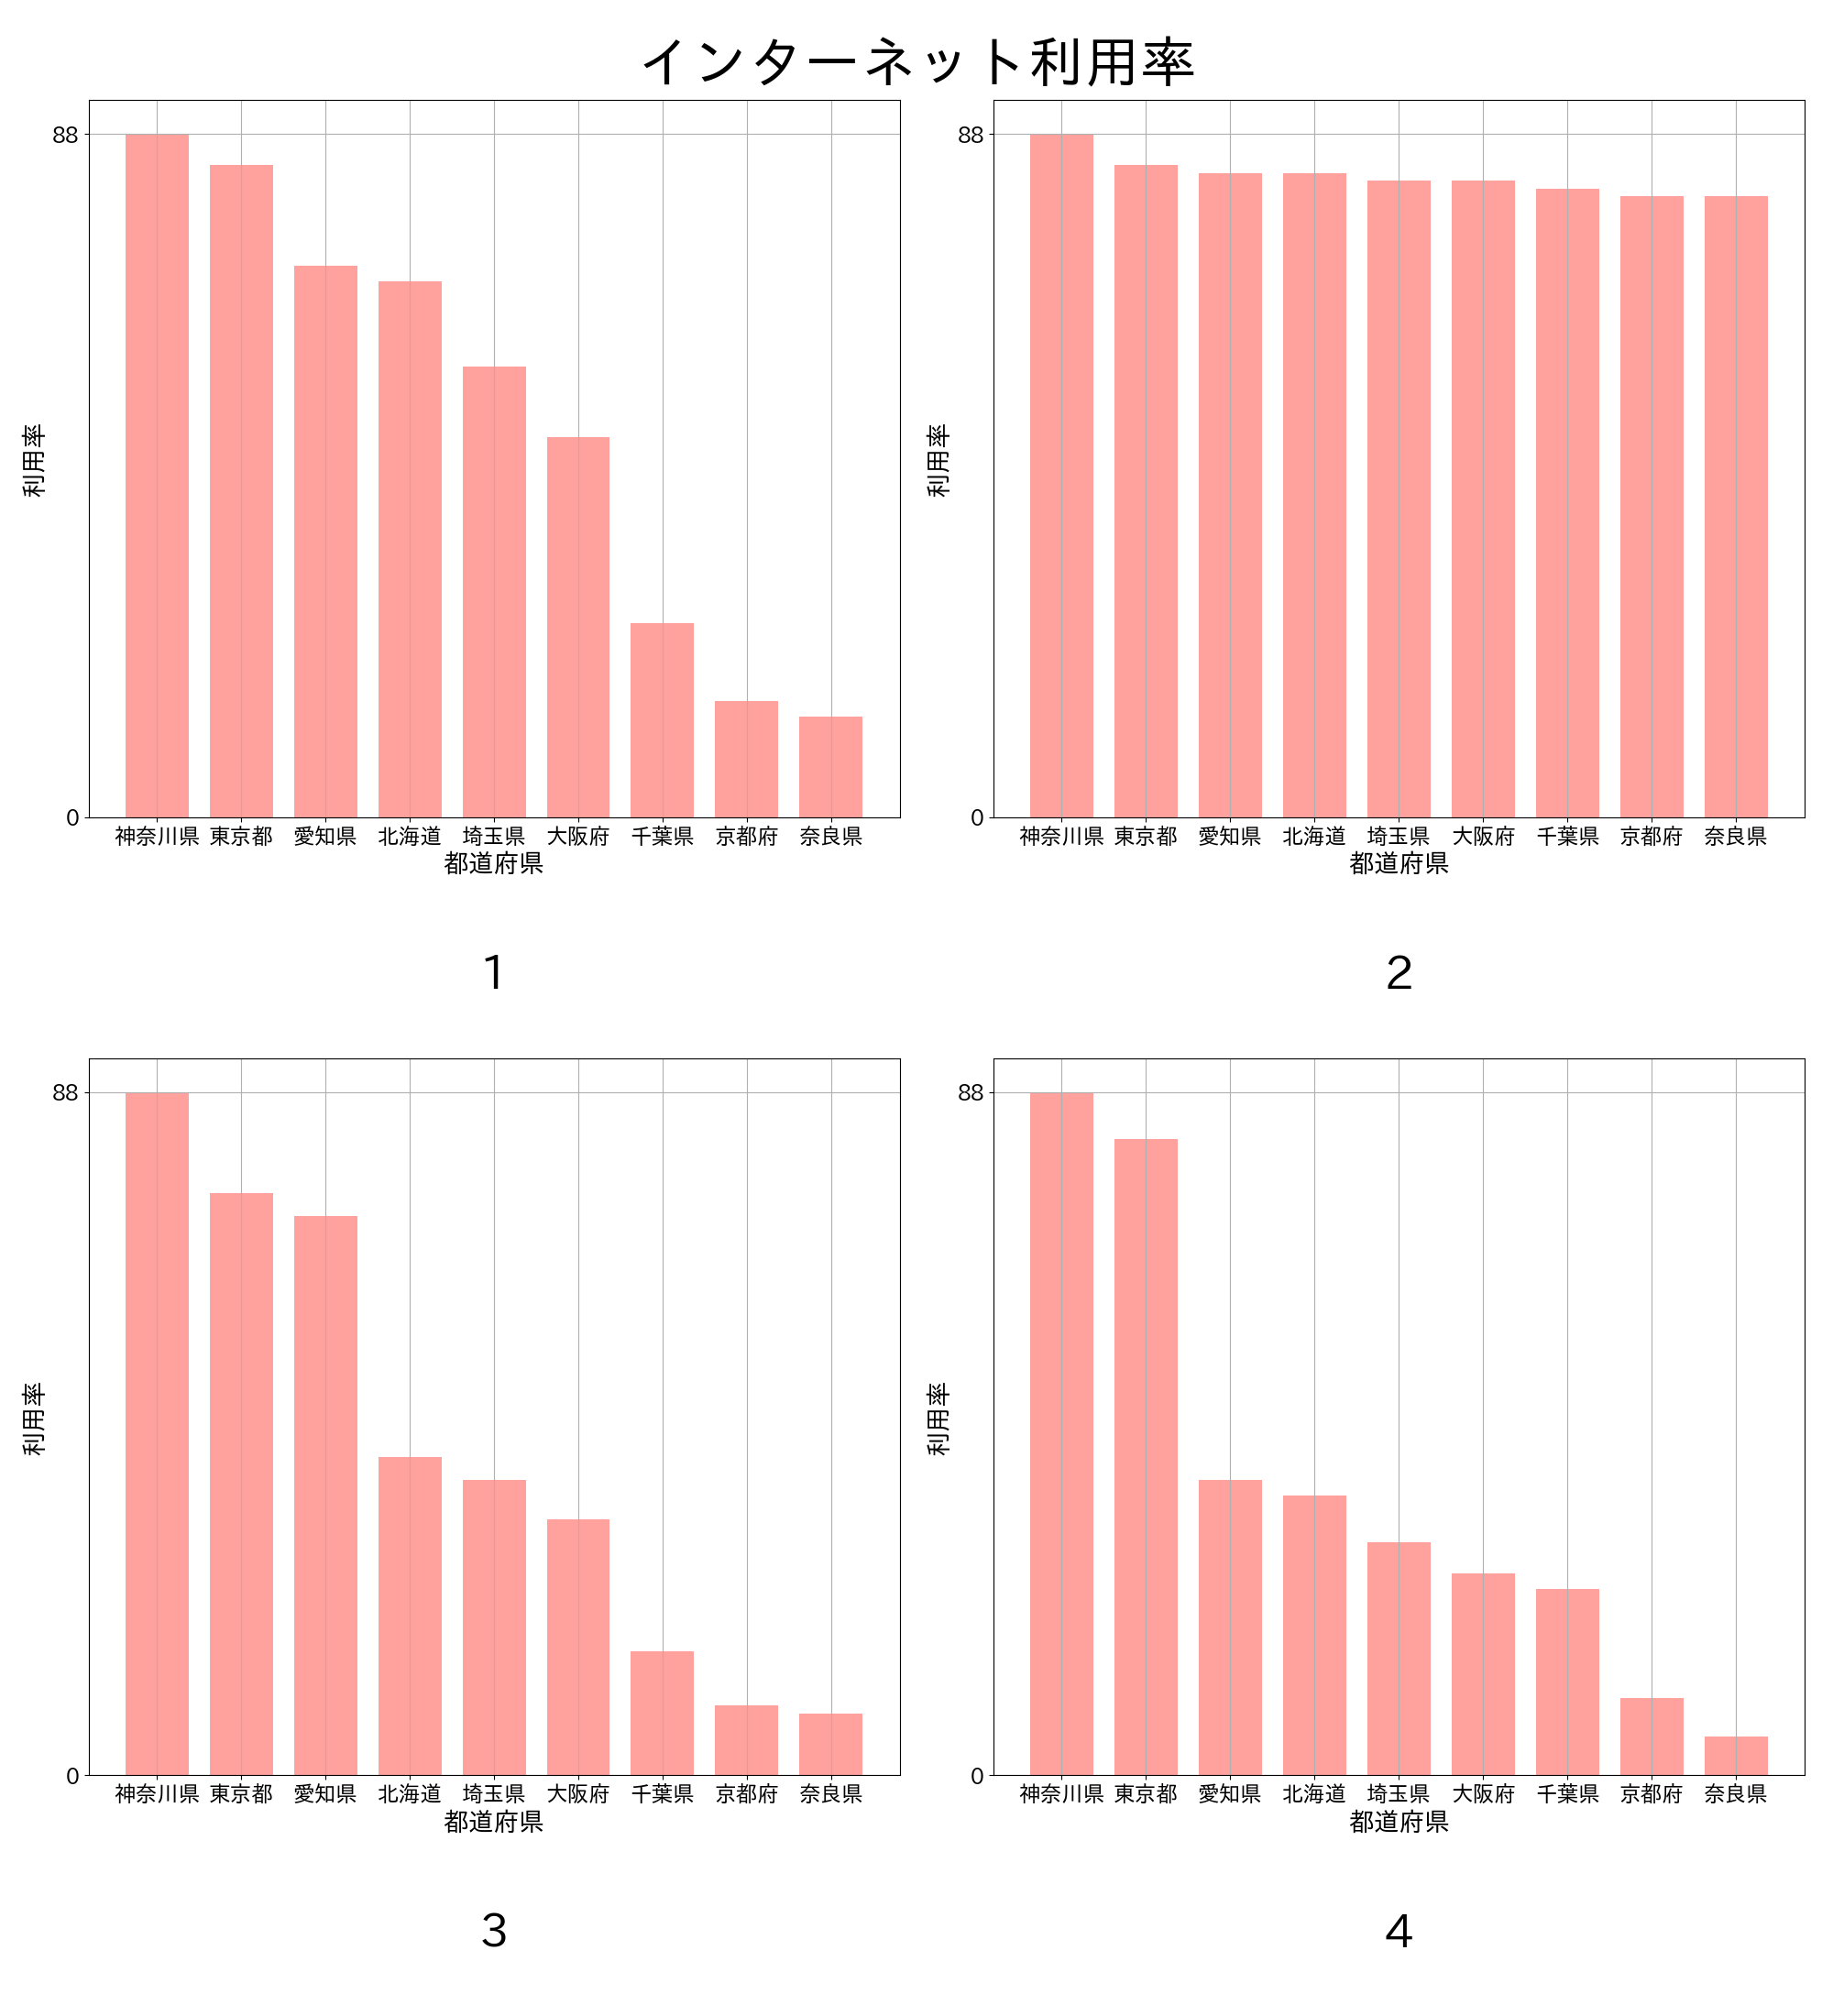 インターネット利用率
88
0
利用率
神奈川県 東京都 愛知県 北海道 埼玉県 大阪府 千葉県 京都府 奈良県
都道府県
1
88
0
利用率
神奈川県 東京都 愛知県 北海道 埼玉県 大阪府 千葉県 京都府 奈良県
都道府県
2
88
0
利用率
神奈川県 東京都 愛知県 北海道 埼玉県 大阪府 千葉県 京都府 奈良県
都道府県
3
88
0
利用率
神奈川県 東京都 愛知県 北海道 埼玉県 大阪府 千葉県 京都府 奈良県
都道府県
4